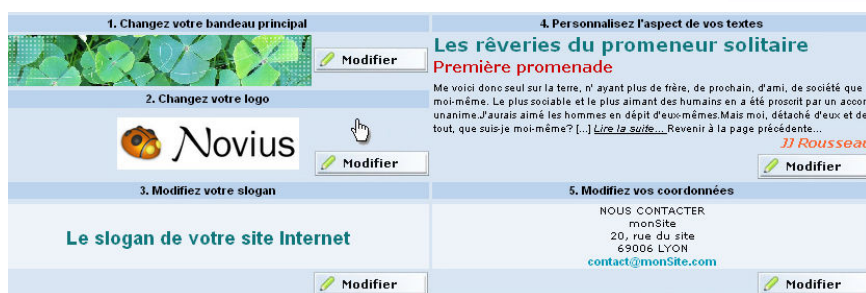 1. Changez votre bandeau principal
Modifier
2. Changez votre logo
Novius
Modifier
3. Modifiez votre slogan
Le slogan de votre site Internet
Modifier
4. Personnalisez l'aspect de vos textes
Les rêveries du promeneur solitaire
Première promenade
Me voici donc seul sur la terre, n' ayant plus de frère, de prochain, d'ami, de société que
moi-même. Le plus sociable et le plus aimant des humains en a été proscrit par un accor
unanime.J'aurais aimé les hommes en dépit d'eux-mêmes.Mais moi, détaché d'eux et de
tout, que suis-je moi-même? [...] Lire la suite... Revenir à la page précédente...
JJ Rousseau
Modifier
5. Modifiez vos coordonnées
NOUS CONTACTER
monSite
20, rue du site
69006 LYON
contact@monSite.com
Modifier